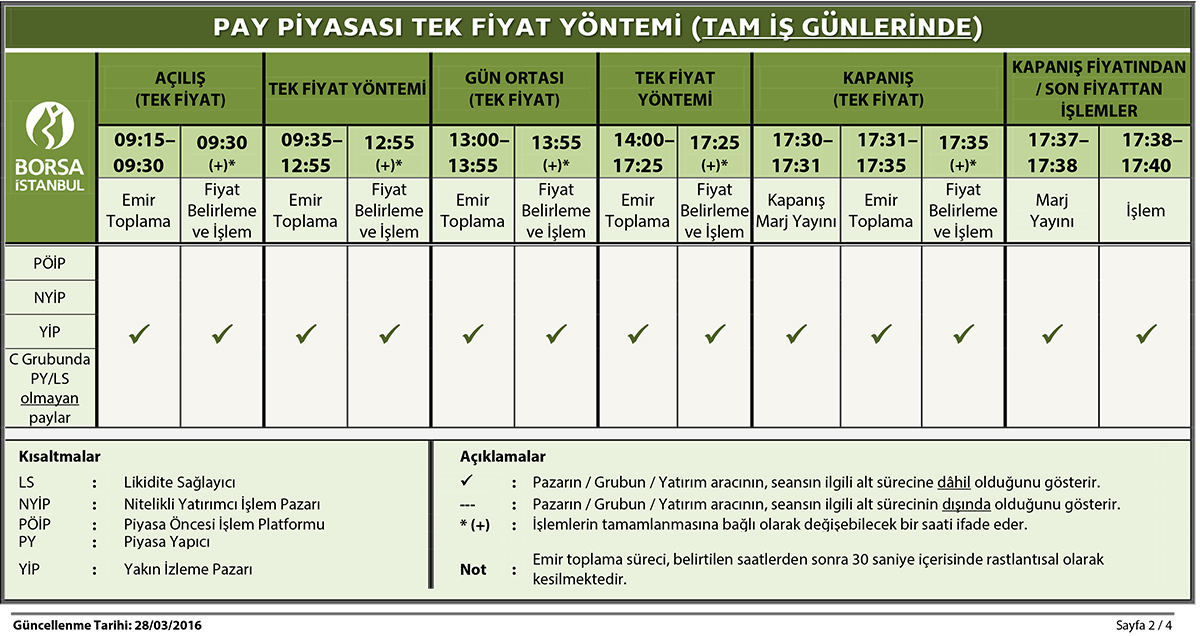 PAY PİYASASI TEK FİYAT YÖNTEMİ (TAM İŞ GÜNLERİNDE)
BORSA
İSTANBUL
AÇILIŞ
(TEK FİYAT)
TEK FİYAT YÖNTEMİ
GÜN ORTASI
(TEK FİYAT)
TEK FİYAT
YÖNTEMİ
KAPANIŞ
(TEK FİYAT)
KAPANIŞ FİYATINDAN
/ SON FİYATTAN
İŞLEMLER
09:15–
09:30
09:30
(+)*
09:35–
12:55
12:55
(+)*
13:00–
13:55
13:55
(+)*
14:00–
17:25
17:25
(+)*
17:30–
17:31
17:31–
17:35
17:35
(+)*
17:37–
17:38
17:38–
17:40
Emir
Toplama
Fiyat
Belirleme
ve İşlem
Emir
Toplama
Fiyat
Belirleme
ve İşlem
Emir
Toplama
Fiyat
Belirleme
ve İşlem
Emir
Toplama
Fiyat
Belirleme
ve İşlem
Kapanış
Marj Yayını
Emir
Toplama
Fiyat
Belirleme
ve İşlem
Marj
Yayını
İşlem
PÖİP
NYİP
YİP
✓ ✓ ✓ ✓ ✓ ✓ ✓ ✓ ✓ ✓ ✓ ✓ ✓
C Grubunda
PY/LS
olmayan
paylar
Kısaltmalar
LS : Likidite Sağlayıcı
NYİP : Nitelikli Yatırımcı İşlem Pazarı
PÖİP : Piyasa Öncesi İşlem Platformu
PY : Piyasa Yapıcı
YİP : Yakın İzleme Pazarı
Açıklamalar
✓ : Pazarın / Grubun / Yatırım aracının, seansın ilgili alt sürecine dâhil olduğunu gösterir.
--- : Pazarın / Grubun / Yatırım aracının, seansın ilgili alt sürecinin dışında olduğunu gösterir.
* (+) : İşlemlerin tamamlanmasına bağlı olarak değişebilecek bir saati ifade eder.
Not : Emir toplama süreci, belirtilen saatlerden sonra 30 saniye içerisinde rastlantısal olarak
kesilmektedir.
Güncellenme Tarihi: 28/03/2016
Sayfa 2 / 4